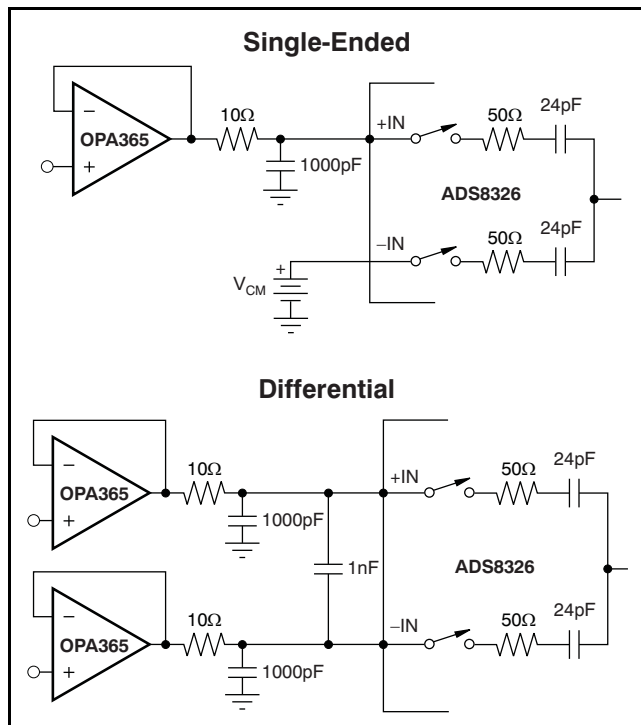 Single-Ended
10Ω
OPA365
1000pF
+IN
50Ω
24pF
ADS8326
−IN
50Ω
24pF
VCM
+
−
+
Differential
10Ω
OPA365
1000pF
+IN
50Ω
24pF
1nF
ADS8326
10Ω
OPA365
1000pF
−IN
50Ω
24pF
−
+
−
+